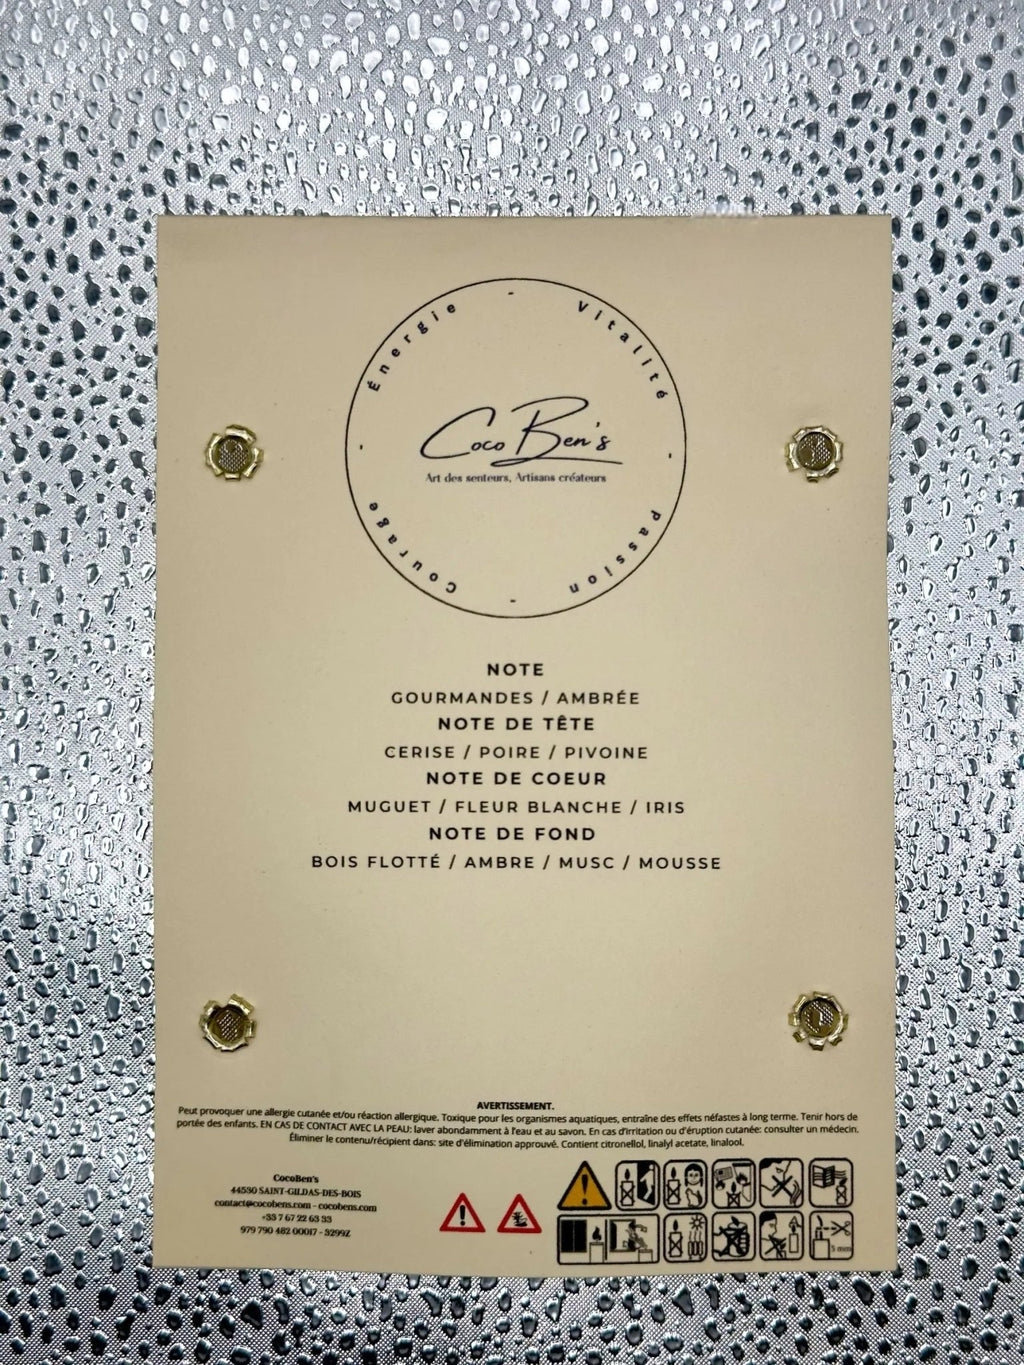 Énergie - Vitalité - passion - Courage -
Coco Ben's
Art des senteurs, Artisans créateurs
NOTE
GOURMANDES / AMBRÉE
NOTE DE TÊTE
CERISE / POIRE / PIVOINE
NOTE DE COEUR
MUGUET / FLEUR BLANCHE / IRIS
NOTE DE FOND
BOIS FLOTTÉ / AMBRE / MUSC / MOUSSE
AVERTISSEMENT.
Peut provoquer une allergie cutanée et/ou réaction allergique. Toxique pour les organismes aquatiques, entraîne des effets néfastes à long terme. Tenir hors de
portée des enfants. EN CAS DE CONTACT AVEC LA PEAU: laver abondamment à l'eau et au savon. En cas d'irritation ou d'éruption cutanée: consulter un médecin.
Éliminer le contenu/récipient dans: site d'élimination approuvé. Contient citronellol, linalyl acetate, linalool.
CocoBen's
44530 SAINT-GILDAS-DES-BOIS
contact@cocobens.com - cocobens.com
+33 7 67 22 63 33
979 790 482 00017 - 3299Z
5 mm